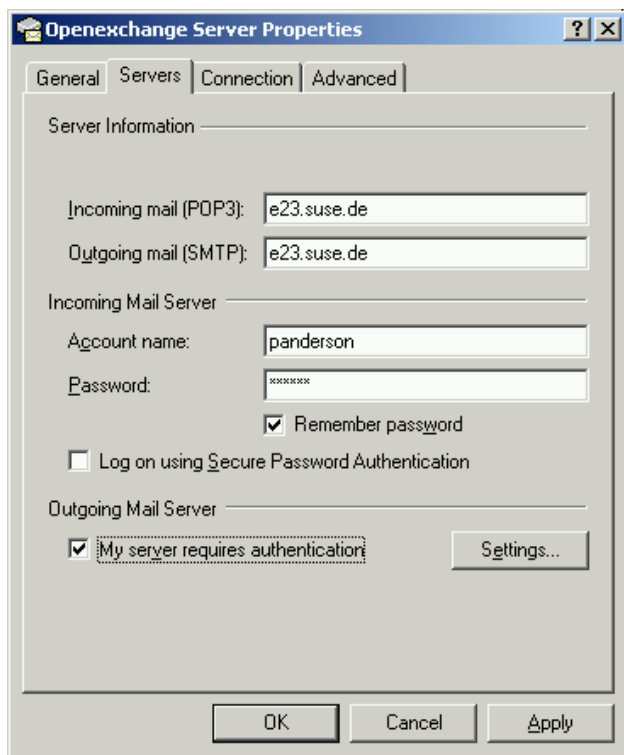 Openexchange Server Properties
General Servers Connection Advanced
Server Information
Incoming mail (POP3): e23.suse.de
Outgoing mail (SMTP): e23.suse.de
Incoming Mail Server
Account name: panderson
Password: ******
Remember password
Log on using Secure Password Authentication
Outgoing Mail Server
My server requires authentication Settings...
OK Cancel Apply